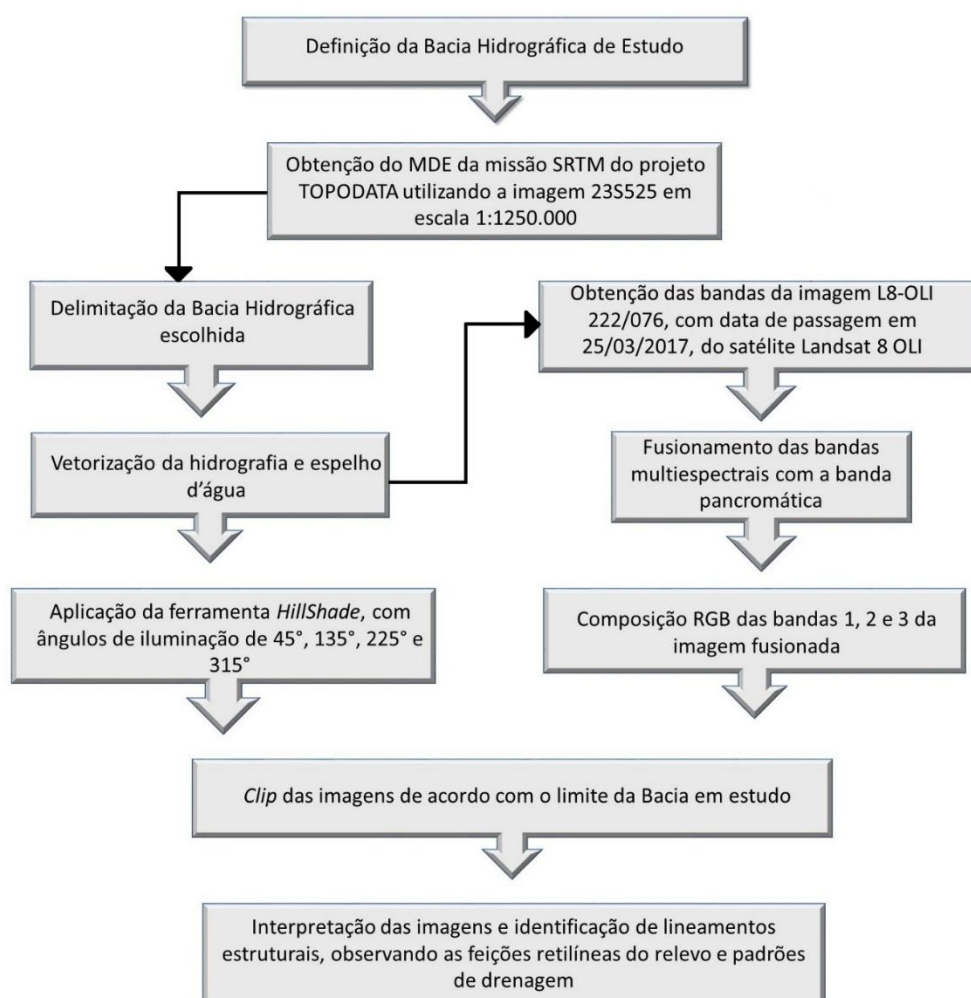 Definição da Bacia Hidrográfica de Estudo
Obtenção do MDE da missão SRTM do projeto
TOPODATA utilizando a imagem 23S525 em
escala 1:1250.000
Delimitação da Bacia Hidrográfica
escolhida
Vetorização da hidrografia e espelho
d’água
Aplicação da ferramenta HillShade, com
ângulos de iluminação de 45°, 135°, 225° e
315°
Obtenção das bandas da imagem L8-OLI
222/076, com data de passagem em
25/03/2017, do satélite Landsat 8 OLI
Fusionamento das bandas
multiespectrais com a banda
pancromática
Composição RGB das bandas 1, 2 e 3 da
imagem fusionada
Clip das imagens de acordo com o limite da Bacia em estudo
Interpretação das imagens e identificação de lineamentos
estruturais, observando as feições retilíneas do relevo e padrões
de drenagem